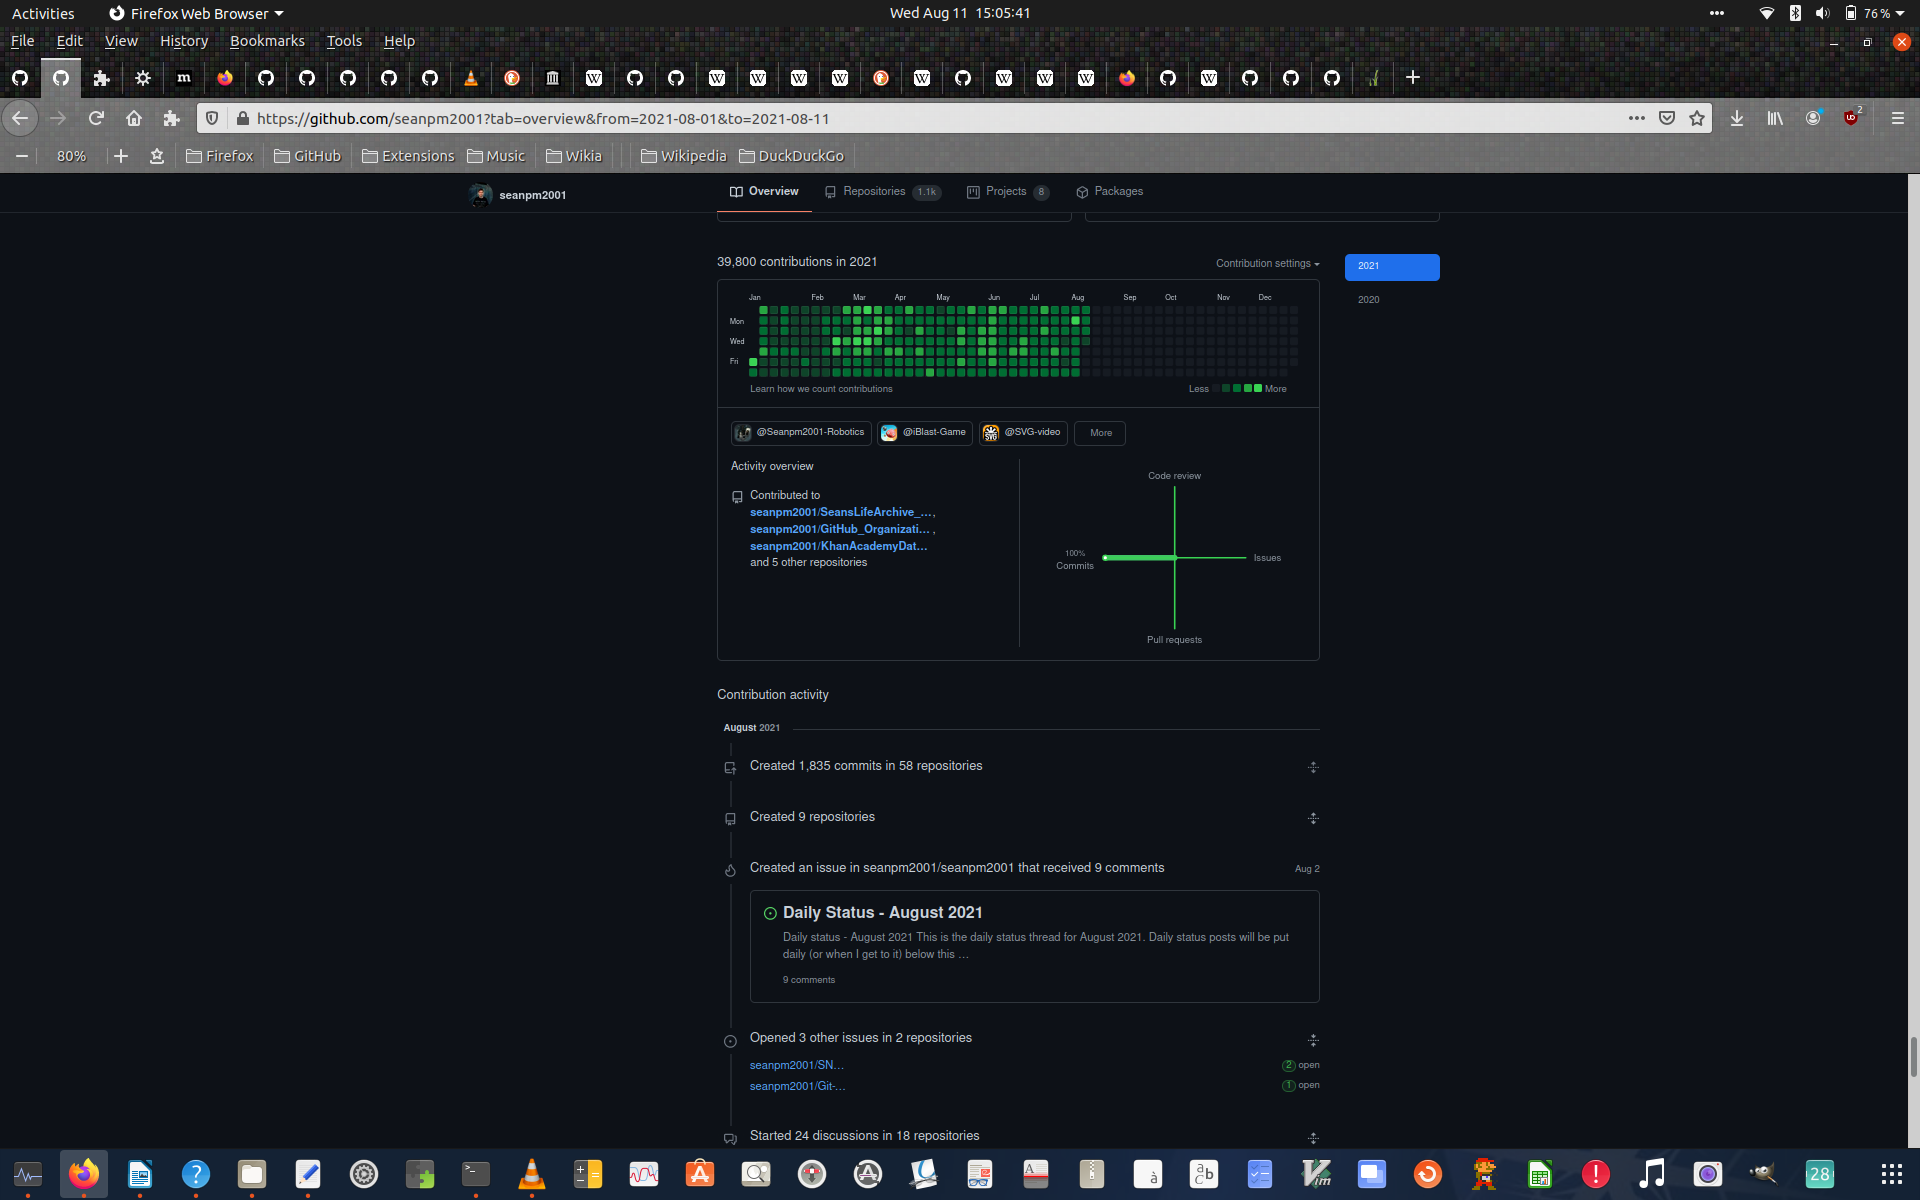 Activities
Firefox Web Browser
Wed Aug 11 15:05:41
76 %
File Edit View History Bookmarks Tools Help
https://github.com/seanpm2001?tab=overview&from=2021-08-01&to=2021-08-11
2
80%
Firefox
GitHub
Extensions
Music
Wikia
Wikipedia
DuckDuckGo
seanpm2001
Overview
Repositories 1.1k
Projects 8
Packages
39,800 contributions in 2021
Contribution settings
2021
2020
Jan Feb Mar Apr May Jun Jul Aug Sep Oct Nov Dec
Mon
Wed
Fri
Learn how we count contributions
Less More
@Seanpm2001-Robotics
@iBlast-Game
SVG
@SVG-video
More
Activity overview
Contributed to
seanpm2001/SeansLifeArchive_…,
seanpm2001/GitHub_Organizati… ,
seanpm2001/KhanAcademyDat…
and 5 other repositories
Code review
100%
Commits
Issues
Pull requests
Contribution activity
August 2021
Created 1,835 commits in 58 repositories
Created 9 repositories
Created an issue in seanpm2001/seanpm2001 that received 9 comments
Aug 2
Daily Status - August 2021
Daily status - August 2021 This is the daily status thread for August 2021. Daily status posts will be put
daily (or when I get to it) below this …
9 comments
Opened 3 other issues in 2 repositories
seanpm2001/SN…
2 open
seanpm2001/Git-…
1 open
Started 24 discussions in 18 repositories
28